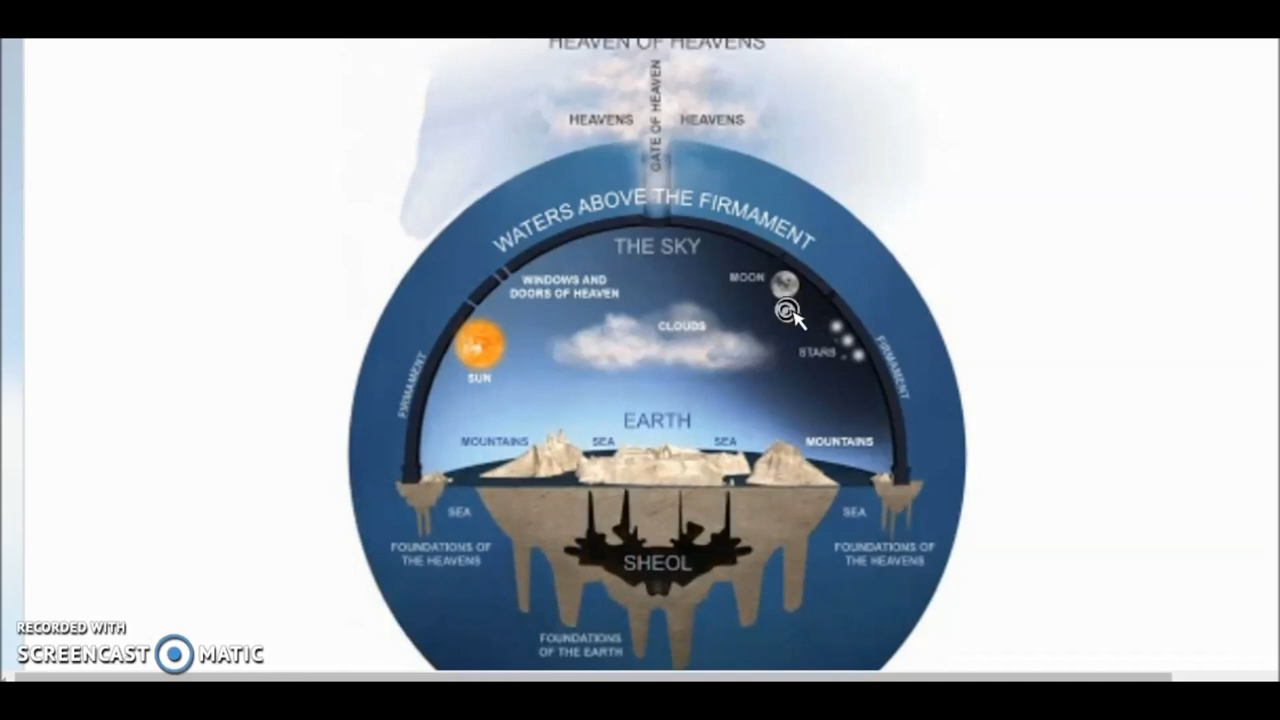 HEAVEN OF HEAVENS
GATE OF HEAVEN
HEAVENS
HEAVENS
WATERS ABOVE THE FIRMAMENT
THE SKY
WINDOWS AND
DOORS OF HEAVEN
MOON
CLOUDS
STARS
SUN
FIRMAMENT
FIRMAMENT
EARTH
MOUNTAINS
SEA
SEA
MOUNTAINS
SEA
SEA
FOUNDATIONS OF
THE HEAVENS
FOUNDATIONS OF
THE HEAVENS
SHEOL
FOUNDATIONS
OF THE EARTH
RECORDED WITH
SCREENCAST MATIC